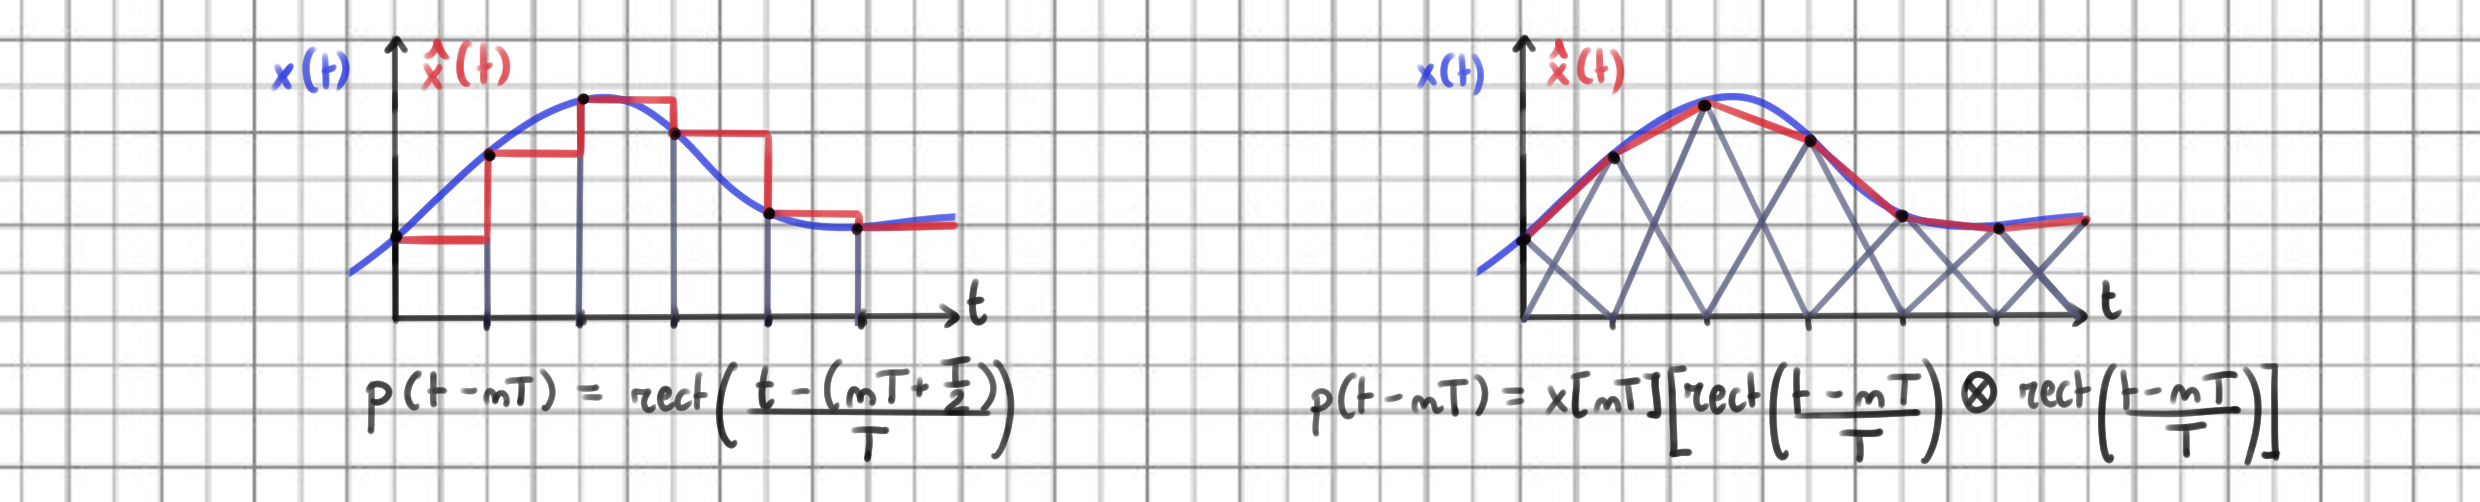 x(t) x̂(t)
t
p(t-mT) = rect((t-(mT+T/2))/T)
x(t) x̂(t)
t
p(t-mT) = x[mT][rect((t-mT)/T) ⊗ rect((t-mT)/T)]